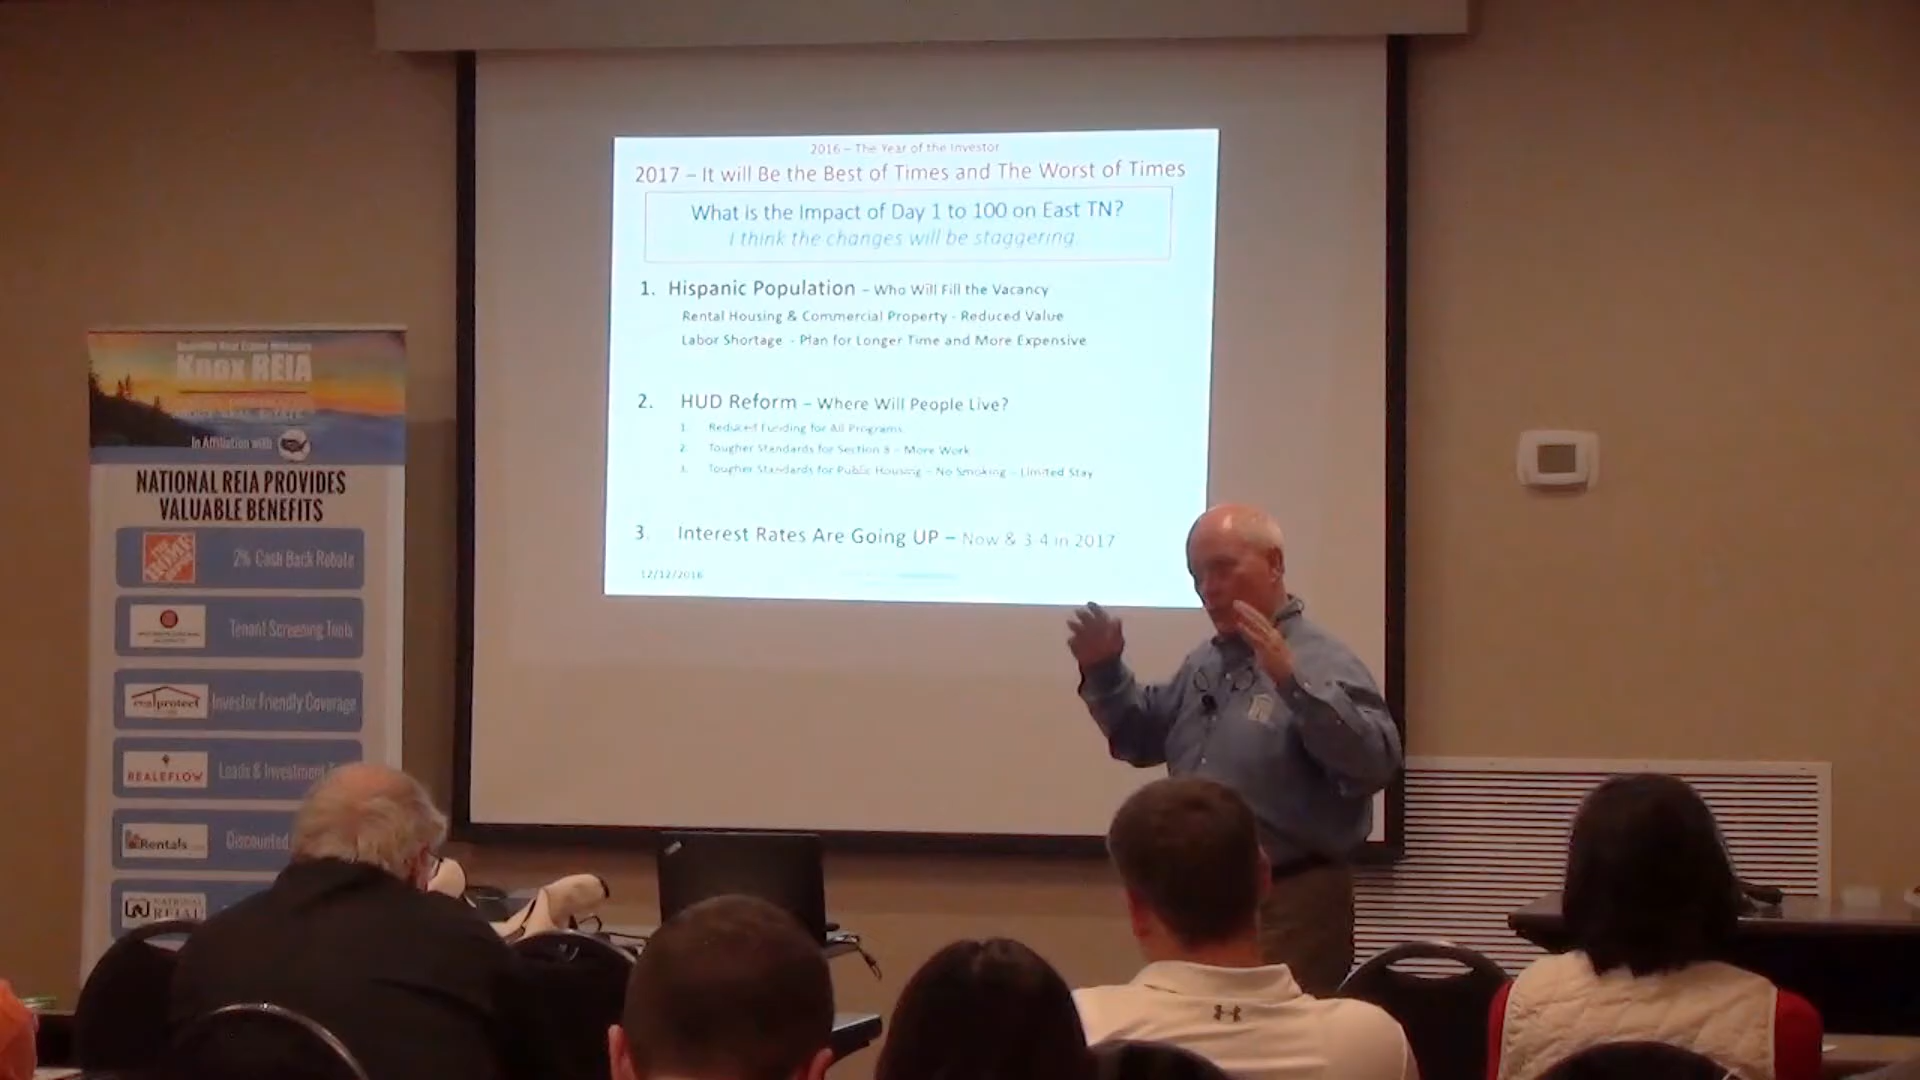 2016 – The Year of the Investor
2017 – It will Be the Best of Times and The Worst of Times
What is the Impact of Day 1 to 100 on East TN?
I think the changes will be staggering
1. Hispanic Population – Who Will Fill the Vacancy
Rental Housing & Commercial Property - Reduced Value
Labor Shortage - Plan for Longer Time and More Expensive
2. HUD Reform – Where Will People Live?
1. Reduced Funding for All Programs
2. Tougher Standards for Section 8 – More Work
3. Tougher Standards for Public Housing – No Smoking – Limited Stay
3. Interest Rates Are Going UP – Now & 3-4 in 2017
12/12/2016
Knox REIA
In Affiliation with
NATIONAL REIA PROVIDES
VALUABLE BENEFITS
THE HOME
2% Cash Back Rebate
Tenant Screening Tools
realprotect
Investor Friendly Coverage
REALEFLOW
Leads & Investment
Rentals
Discounted
NATIONAL
REIA